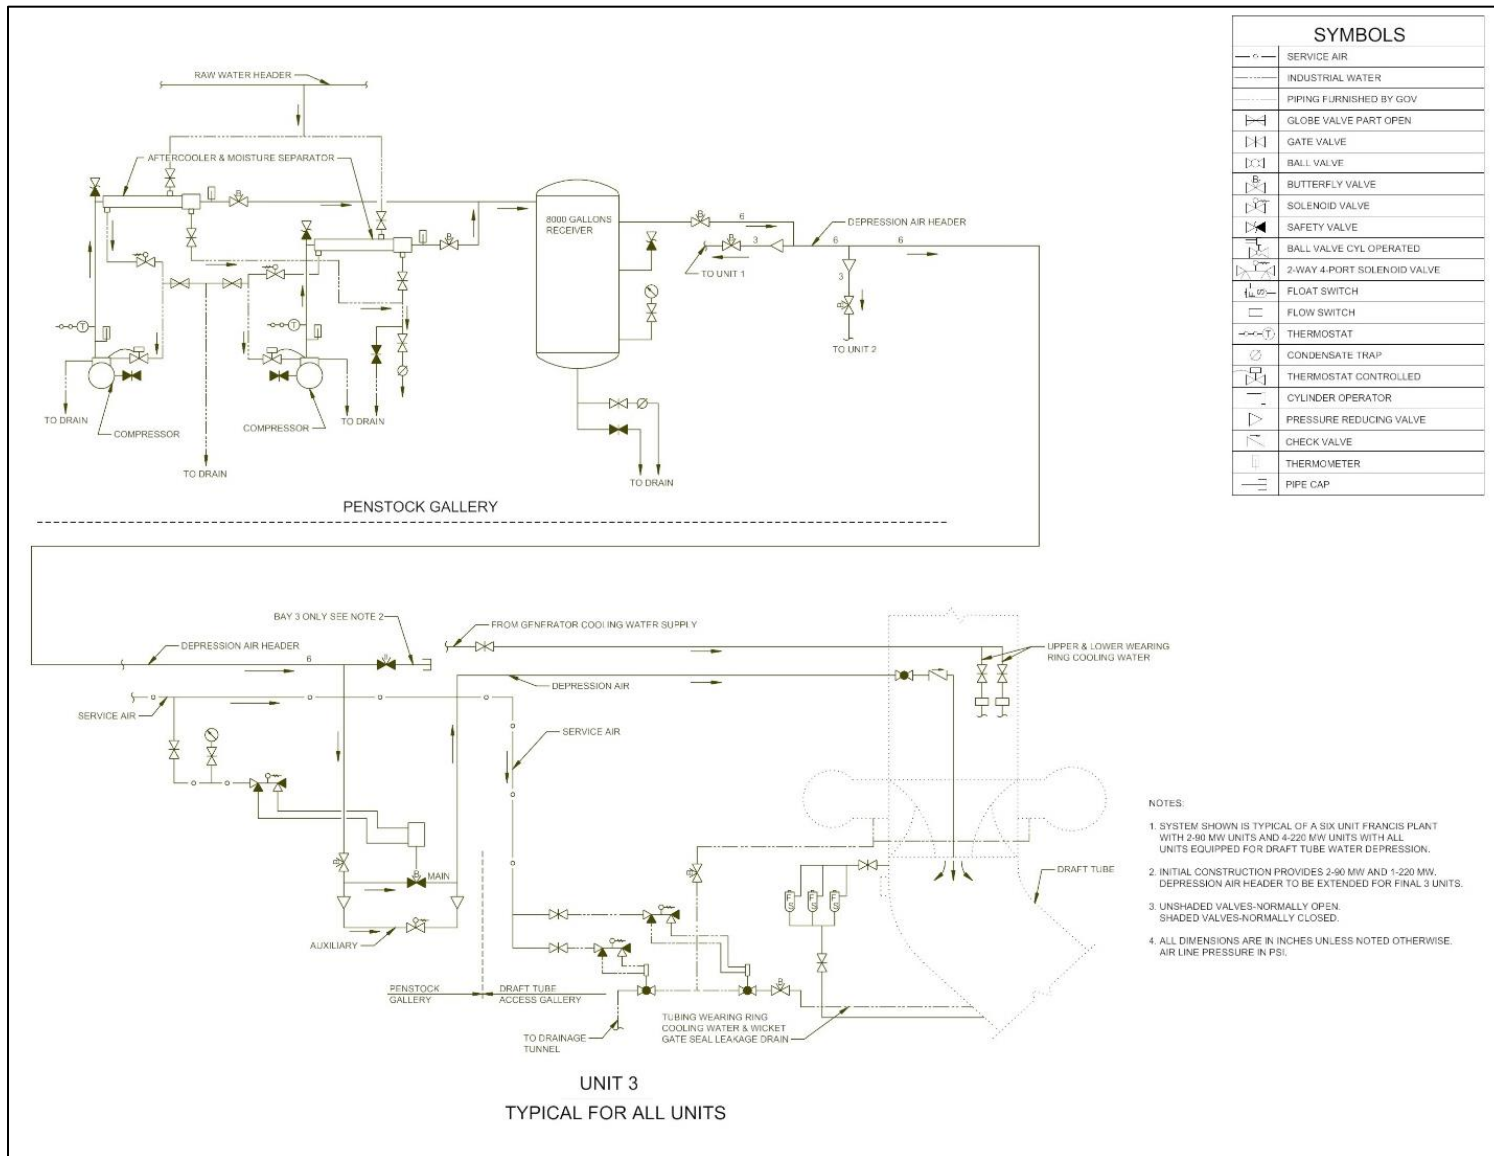 RAW WATER HEADER
AFTERCOOLER & MOISTURE SEPARATOR
B
B
T
T
COMPRESSOR
COMPRESSOR
TO DRAIN
TO DRAIN
TO DRAIN
8000 GALLONS
RECEIVER
B
6
B
3
6
6
DEPRESSION AIR HEADER
TO UNIT 1
3
B
TO UNIT 2
TO DRAIN
PENSTOCK GALLERY
SYMBOLS
SERVICE AIR
INDUSTRIAL WATER
PIPING FURNISHED BY GOV
GLOBE VALVE PART OPEN
GATE VALVE
BALL VALVE
B
BUTTERFLY VALVE
SOLENOID VALVE
SAFETY VALVE
BALL VALVE CYL OPERATED
2-WAY 4-PORT SOLENOID VALVE
FS
FLOAT SWITCH
FLOW SWITCH
T
THERMOSTAT
CONDENSATE TRAP
THERMOSTAT CONTROLLED
CYLINDER OPERATOR
PRESSURE REDUCING VALVE
CHECK VALVE
THERMOMETER
PIPE CAP
BAY 3 ONLY SEE NOTE 2
FROM GENERATOR COOLING WATER SUPPLY
DEPRESSION AIR HEADER
6
B
UPPER & LOWER WEARING
RING COOLING WATER
DEPRESSION AIR
SERVICE AIR
SERVICE AIR
B
B
MAIN
AUXILIARY
PENSTOCK
GALLERY
DRAFT TUBE
ACCESS GALLERY
B
FS
FS
FS
DRAFT TUBE
B
TO DRAINAGE
TUNNEL
TUBING WEARING RING
COOLING WATER & WICKET
GATE SEAL LEAKAGE DRAIN
NOTES:
1. SYSTEM SHOWN IS TYPICAL OF A SIX UNIT FRANCIS PLANT
WITH 2-90 MW UNITS AND 4-220 MW UNITS WITH ALL
UNITS EQUIPPED FOR DRAFT TUBE WATER DEPRESSION.
2. INITIAL CONSTRUCTION PROVIDES 2-90 MW AND 1-220 MW.
DEPRESSION AIR HEADER TO BE EXTENDED FOR FINAL 3 UNITS.
3. UNSHADED VALVES-NORMALLY OPEN.
SHADED VALVES-NORMALLY CLOSED.
4. ALL DIMENSIONS ARE IN INCHES UNLESS NOTED OTHERWISE.
AIR LINE PRESSURE IN PSI.
UNIT 3
TYPICAL FOR ALL UNITS